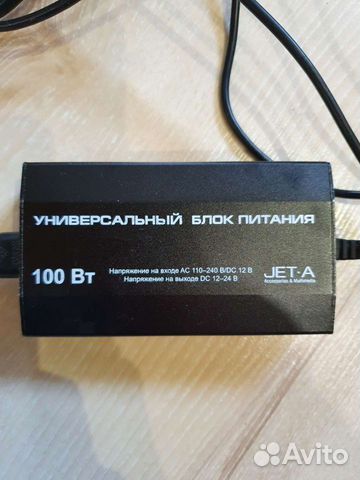 УНИВЕРСАЛЬНЫЙ БЛОК ПИТАНИЯ
100 Вт
Напряжение на входе AC 110–240 В/DC 12 В
Напряжение на выходе DC 12–24 В
JET-A
Accessories & Multimedia
Avito